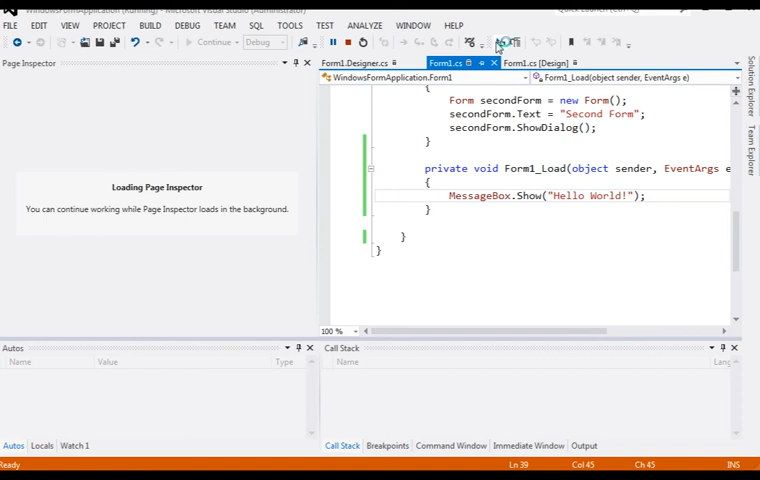 WindowsFormApplication (Running) - Microsoft Visual Studio (Administrator)
Quick Launch (Ctrl+Q)
FILE EDIT VIEW PROJECT BUILD DEBUG TEAM SQL TOOLS TEST ANALYZE WINDOW HELP
Continue Debug
Page Inspector
Form1.Designer.cs Form1.cs Form1.cs [Design]
WindowsFormApplication.Form1 Form1_Load(object sender, EventArgs e)
{
Form secondForm = new Form();
secondForm.Text = "Second Form";
secondForm.ShowDialog();
}
private void Form1_Load(object sender, EventArgs e
{
MessageBox.Show("Hello World!");
}
}
}
Loading Page Inspector
You can continue working while Page Inspector loads in the background.
Solution Explorer
Team Explorer
100 %
Autos
Name Value Type
Call Stack
Name Lang
Autos Locals Watch 1
Call Stack Breakpoints Command Window Immediate Window Output
Ready Ln 39 Col 45 Ch 45 INS